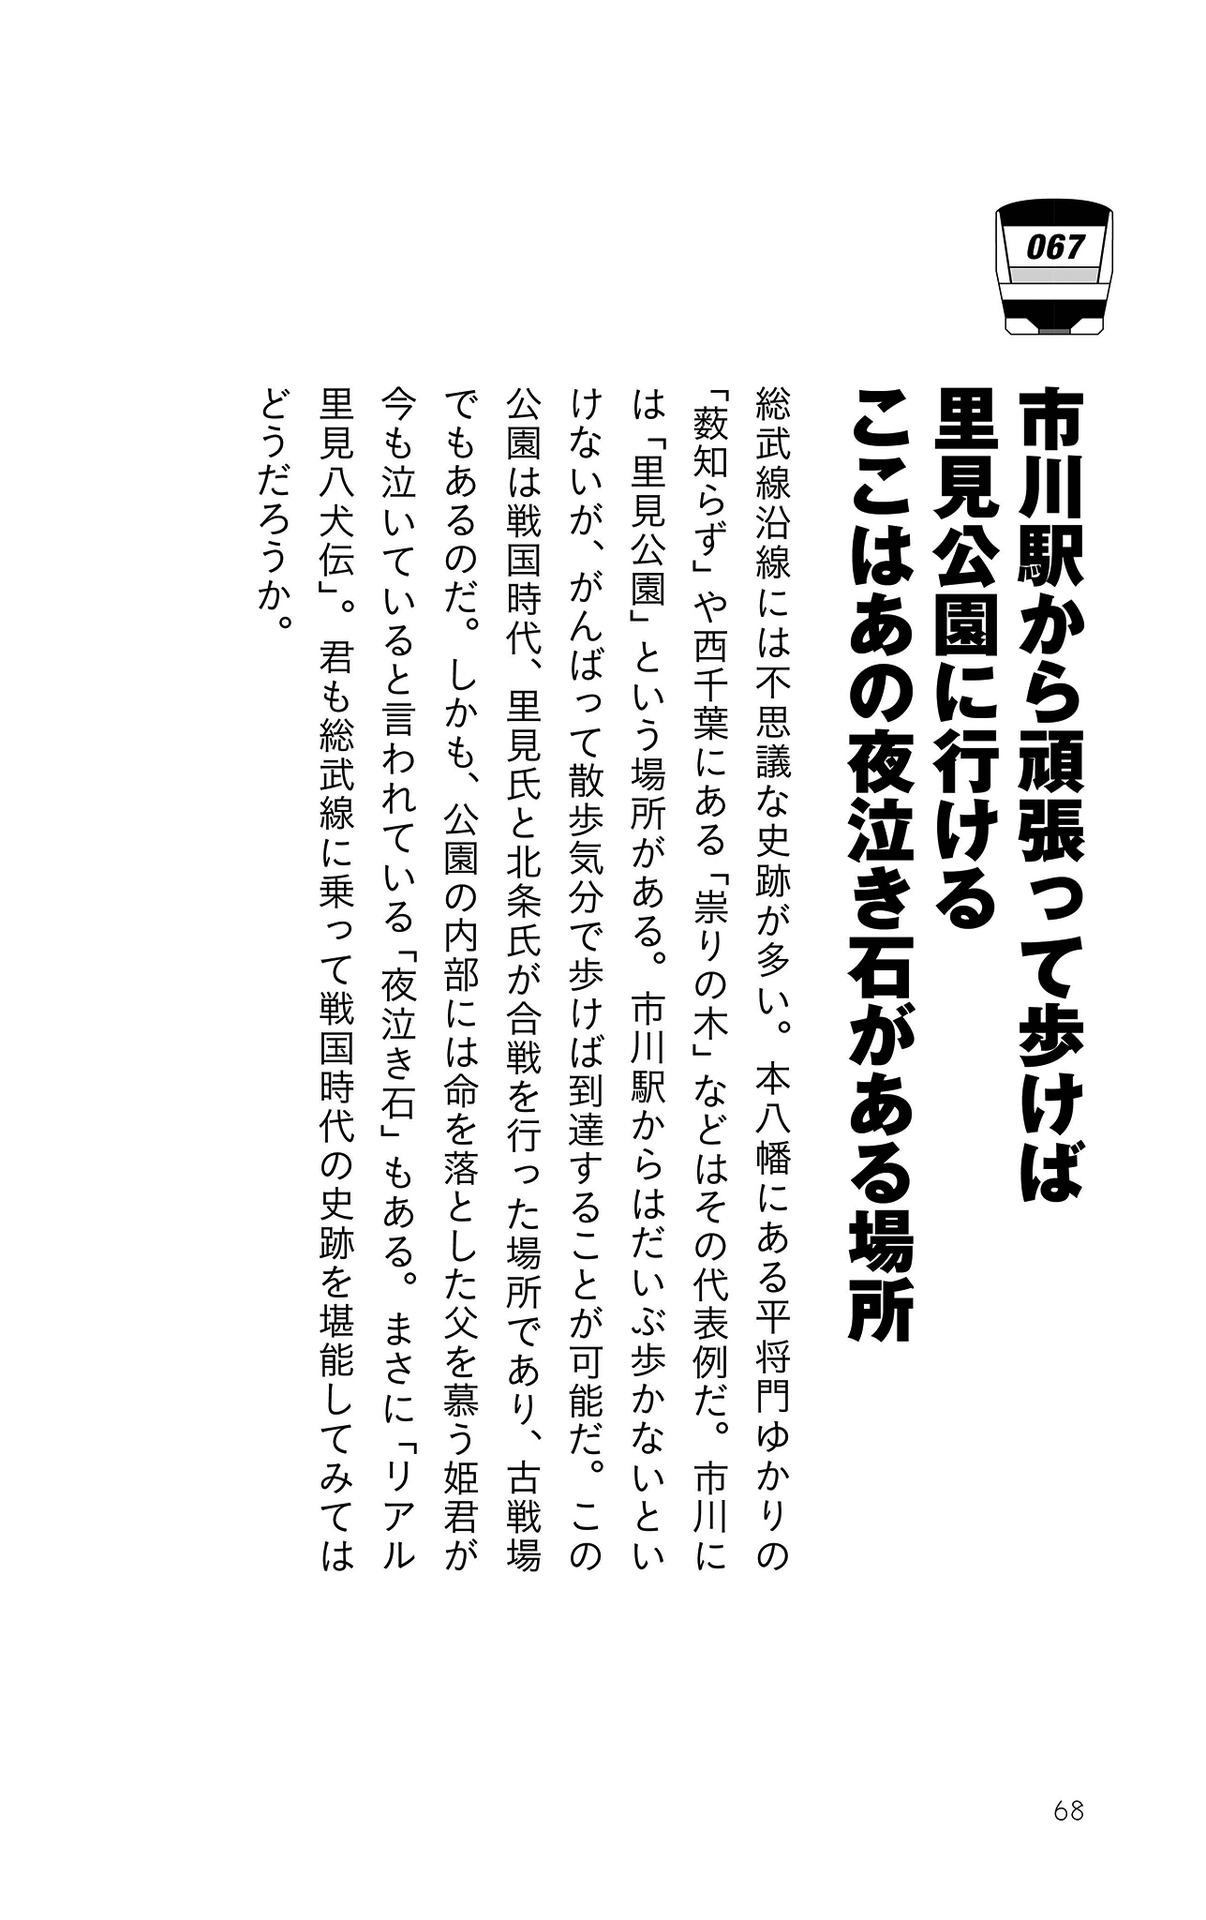 067
市川駅から頑張って歩けば
里見公園に行ける
ここはあの夜泣き石がある場所
総武線沿線には不思議な史跡が多い。本八幡にある平将門ゆかりの
「薮知らず」や西千葉にある「祟りの木」などはその代表例だ。市川に
は「里見公園」という場所がある。市川駅からはだいぶ歩かないとい
けないが、がんばって散歩気分で歩けば到達することが可能だ。この
公園は戦国時代、里見氏と北条氏が合戦を行った場所であり、古戦場
でもあるのだ。しかも、公園の内部には命を落とした父を慕う姫君が
今も泣いていると言われている「夜泣き石」もある。まさに「リアル
里見八犬伝」。君も総武線に乗って戦国時代の史跡を堪能してみては
どうだろうか。
68